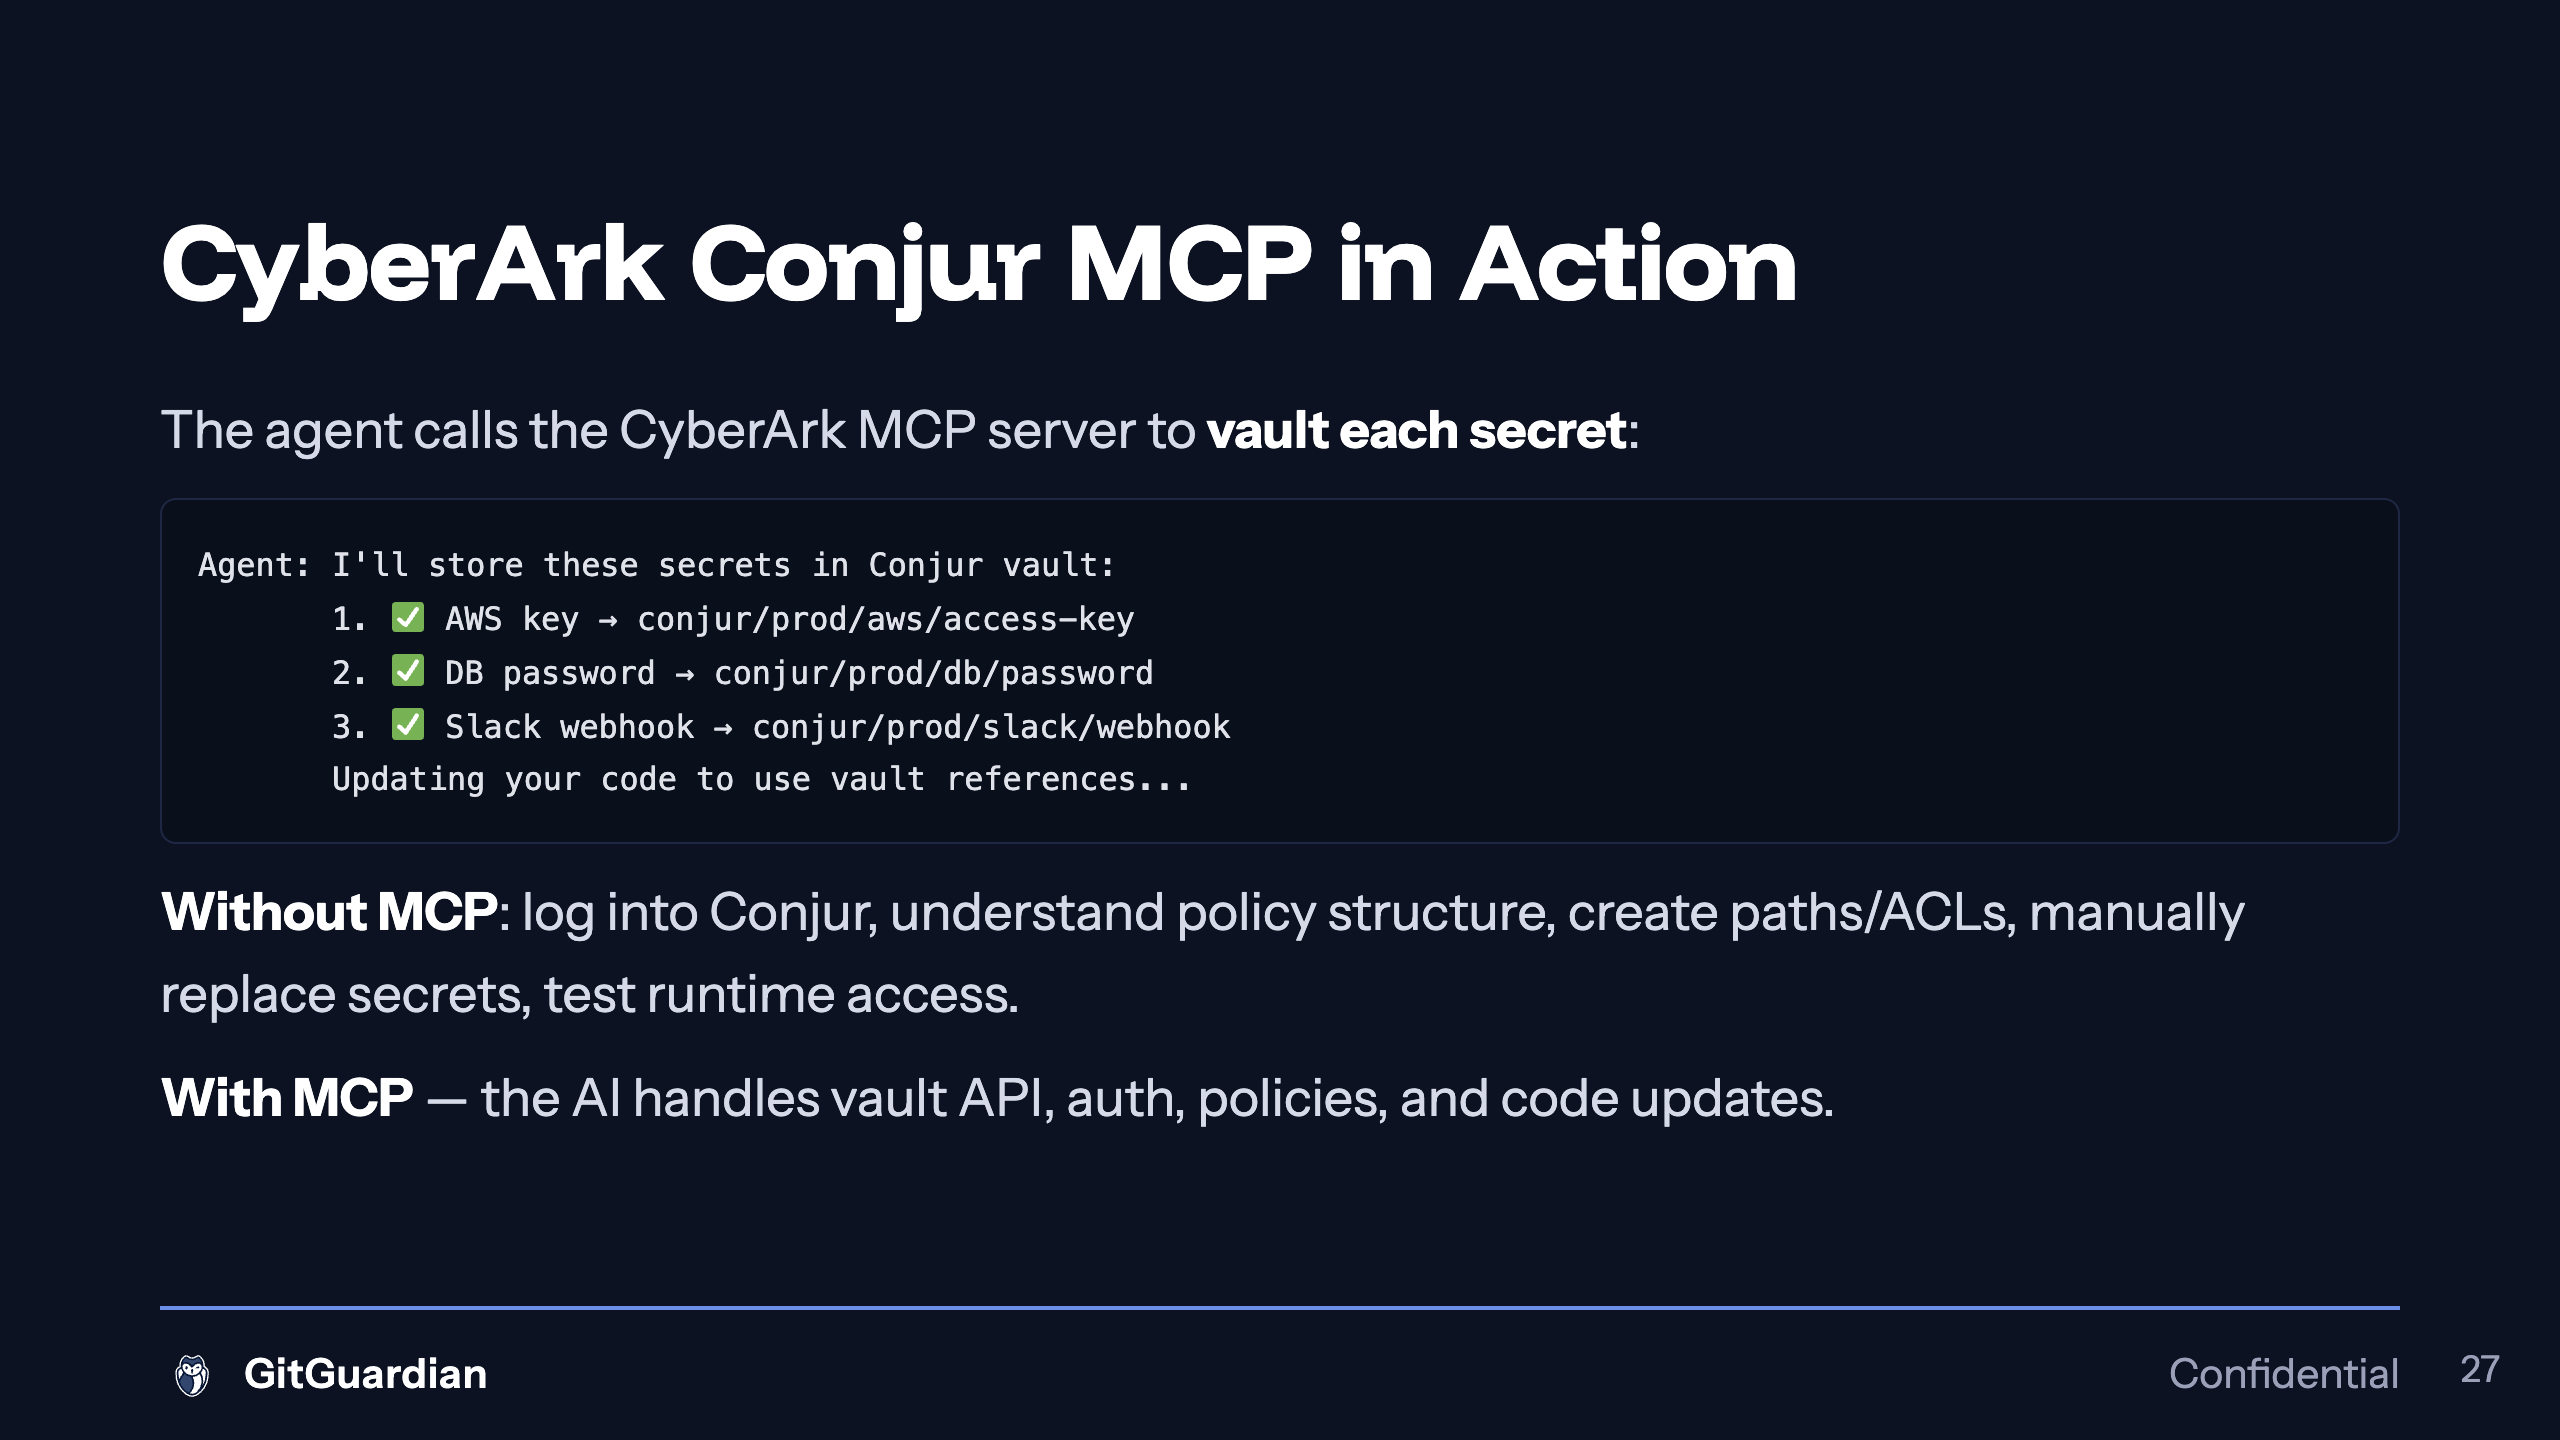 CyberArk Conjur MCP in Action
The agent calls the CyberArk MCP server to vault each secret:
Agent: I'll store these secrets in Conjur vault:
1. ✅ AWS key → conjur/prod/aws/access-key
2. ✅ DB password → conjur/prod/db/password
3. ✅ Slack webhook → conjur/prod/slack/webhook
Updating your code to use vault references...
Without MCP: log into Conjur, understand policy structure, create paths/ACLs, manually
replace secrets, test runtime access.
With MCP — the AI handles vault API, auth, policies, and code updates.
GitGuardian
Confidential
27